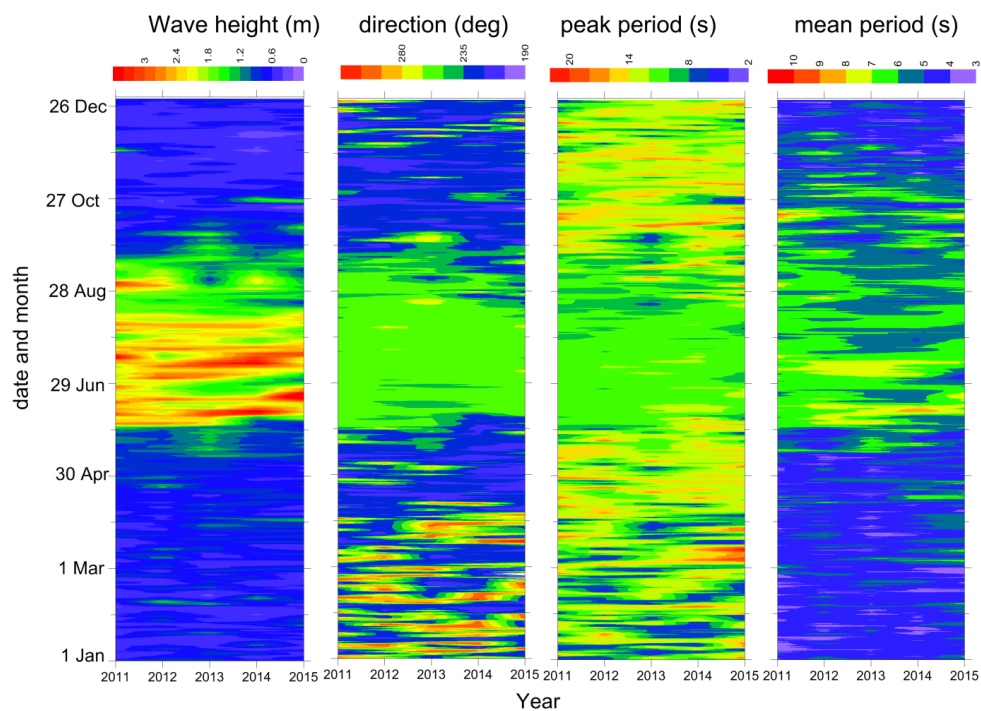 Wave height (m) direction (deg) peak period (s) mean period (s)
3 2.4 1.8 1.2 0.6 0 280 235 190 20 14 8 2 10 9 8 7 6 5 4 3
26 Dec
27 Oct
28 Aug
29 Jun
30 Apr
1 Mar
1 Jan
date and month
2011 2012 2013 2014 2015 2011 2012 2013 2014 2015 2011 2012 2013 2014 2015 2011 2012 2013 2014 2015
Year